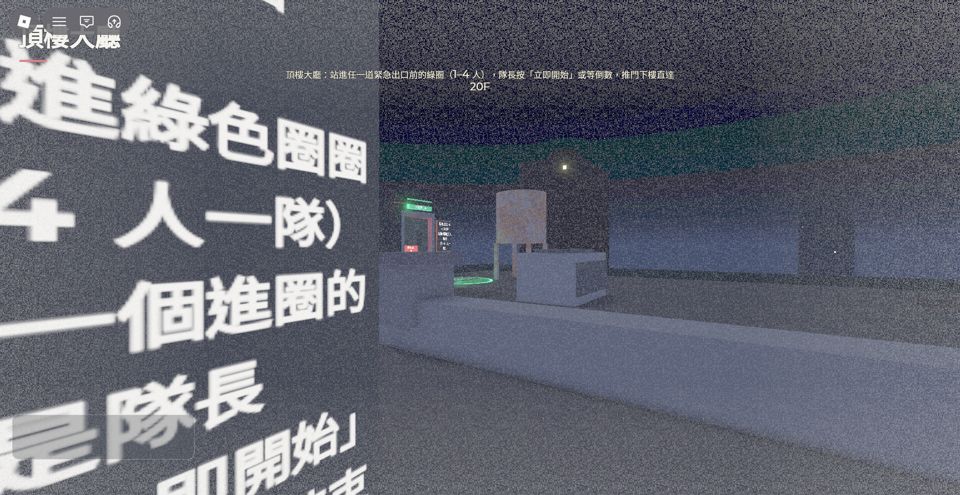 頂樓大廳
頂樓大廳：站進任一道緊急出口前的綠圈（1–4 人），隊長按「立即開始」或等倒數，推門下樓直達
20F
進綠色圈圈
4 人一隊）
一個進圈的
是隊長
即開始」